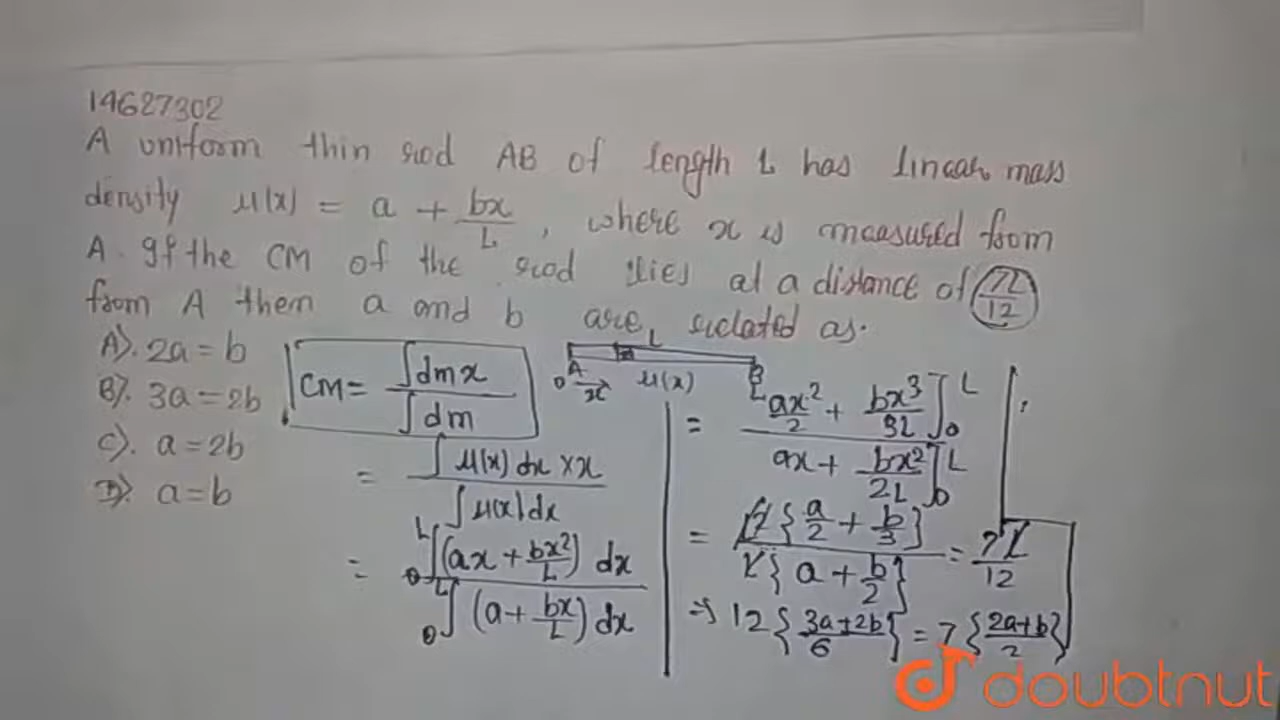 14627302
A uniform thin rod AB of length L has linear mass
density μ(x) = a + bx/L , where x is measured from
A. If the CM of the rod lies at a distance of 7L/12
from A then a and b are related as.
A). 2a = b
B). 3a = 2b
C). a = 2b
D). a = b
CM = ∫dm x / ∫dm
= ∫ μ(x) dx × x / ∫ μ(x) dx
= ₀∫ᴸ (ax + bx²/L) dx / ₀∫ᴸ (a + bx/L) dx
A L B
0 → x μ(x) L
= ax²/2 + bx³/3L ]₀ᴸ / ax + bx²/2L ]₀ᴸ
= L² { a/2 + b/3 } / L { a + b/2 } = 7L/12
⇒ 12 { 3a+2b/6 } = 7 { 2a+b/2 }
doubtnut